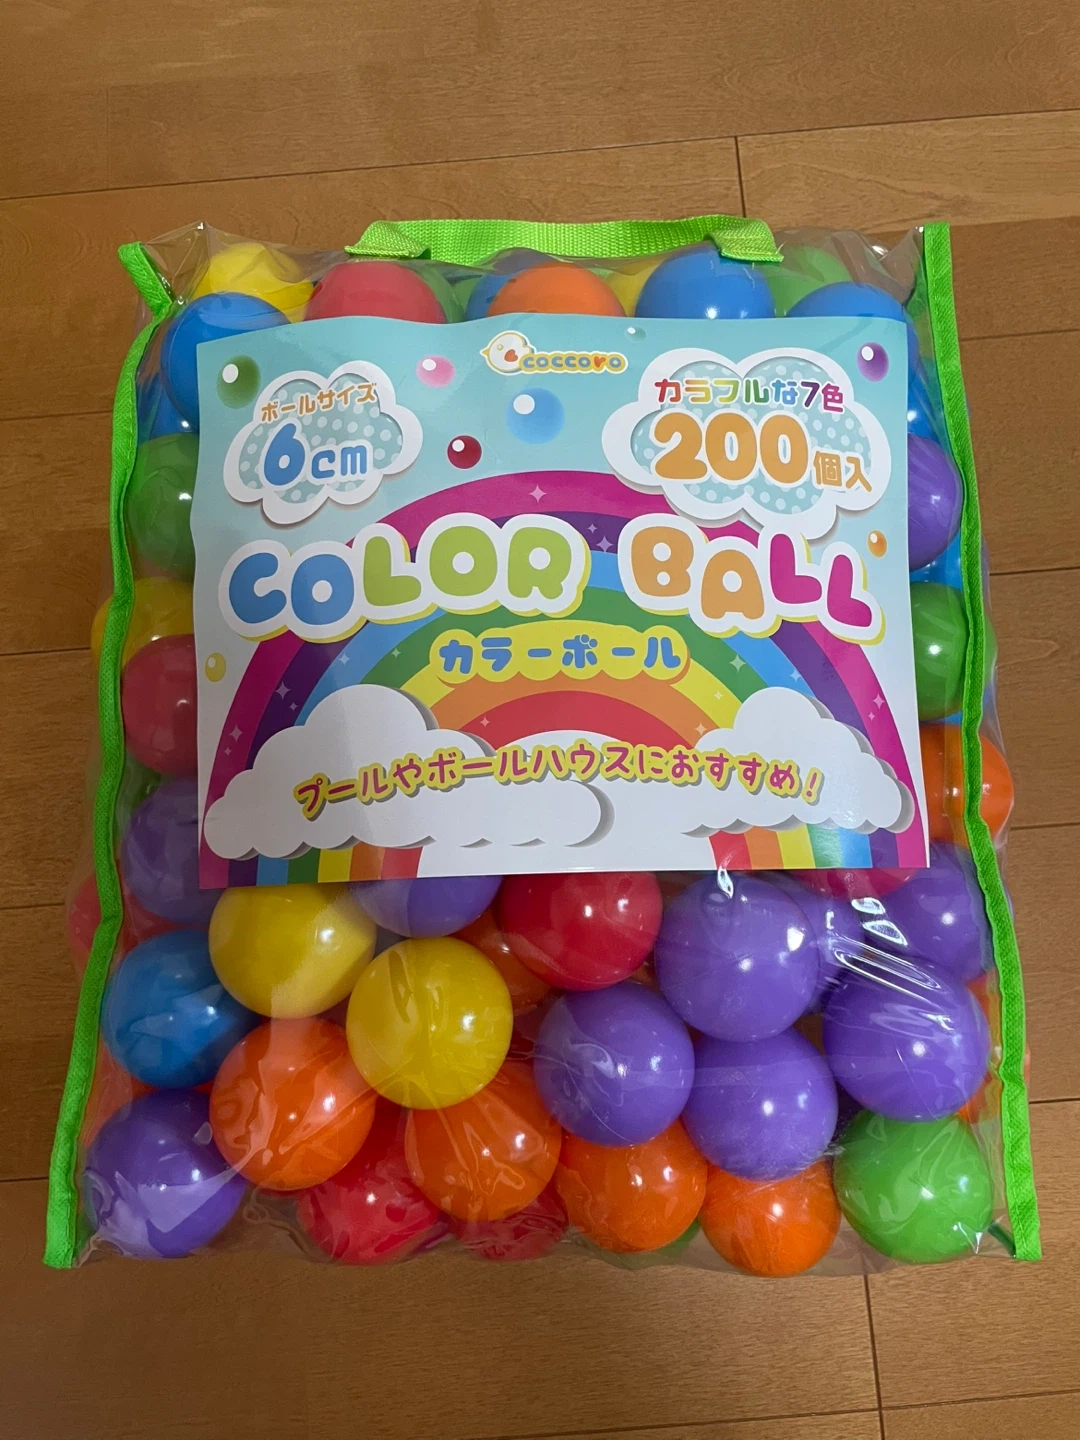 coccoro
ボールサイズ
6cm
カラフルな7色
200個入
COLOR BALL
カラーボール
プールやボールハウスにおすすめ!